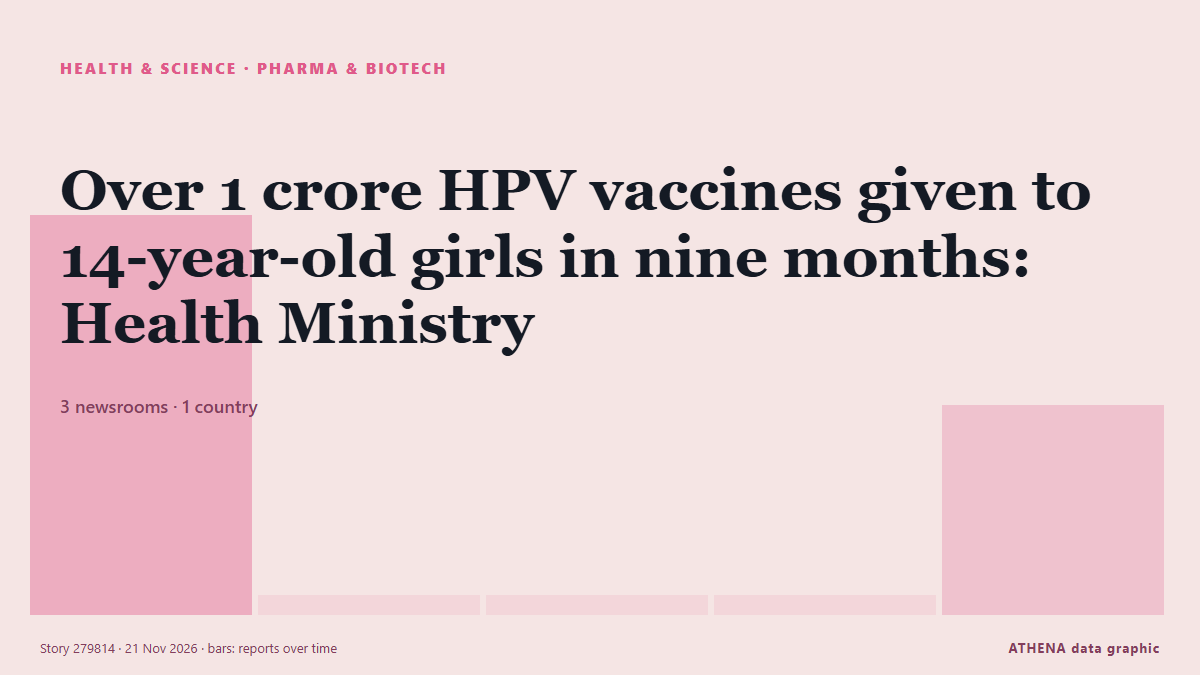 HEALTH & SCIENCE · PHARMA & BIOTECH
Over 1 crore HPV vaccines given to
14-year-old girls in nine months:
Health Ministry
3 newsrooms · 1 country
Story 279814 · 21 Nov 2026 · bars: reports over time
ATHENA data graphic